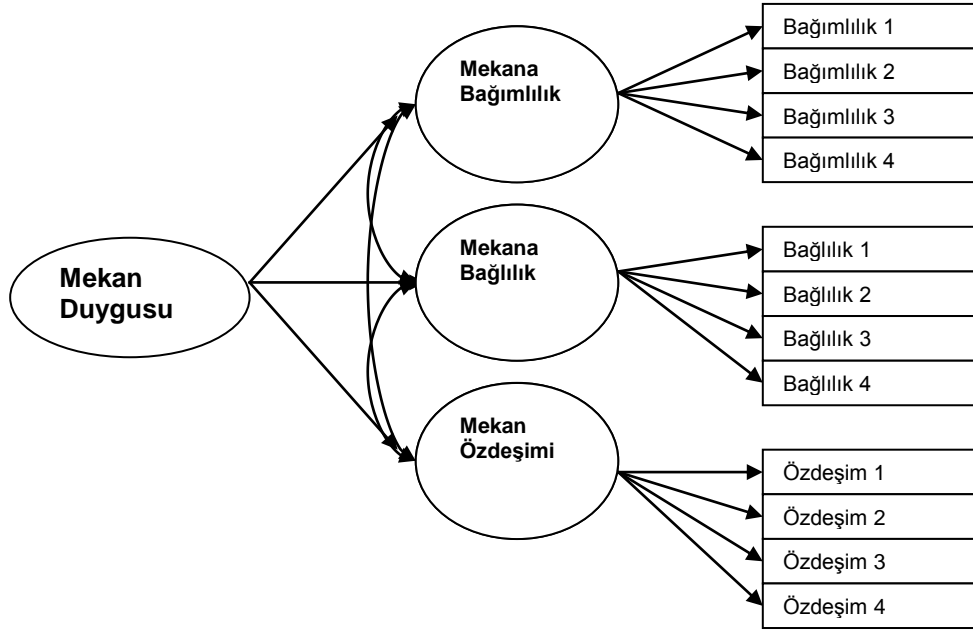 Mekan
Duygusu
Mekana
Bağımlılık
Mekana
Bağlılık
Mekan
Özdeşimi
Bağımlılık 1
Bağımlılık 2
Bağımlılık 3
Bağımlılık 4
Bağlılık 1
Bağlılık 2
Bağlılık 3
Bağlılık 4
Özdeşim 1
Özdeşim 2
Özdeşim 3
Özdeşim 4